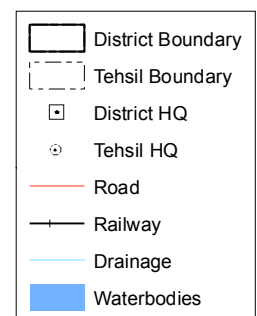 District Boundary
Tehsil Boundary
District HQ
Tehsil HQ
Road
Railway
Drainage
Waterbodies